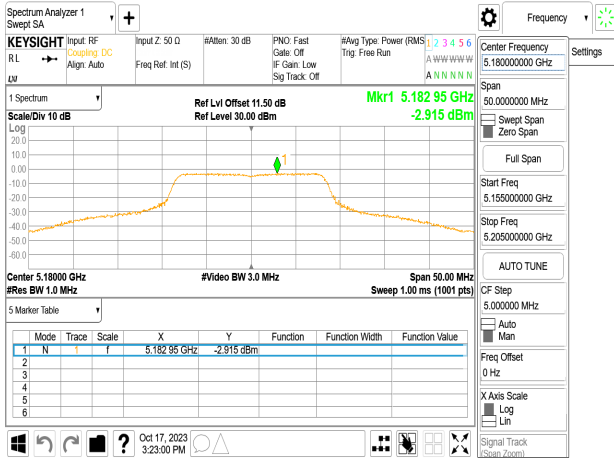 Spectrum Analyzer 1
Swept SA
Frequency
KEYSIGHT
RL
Input: RF
Coupling: DC
Align: Auto
Input Z: 50 Ω
Freq Ref: Int (S)
#Atten: 30 dB
PNO: Fast
Gate: Off
IF Gain: Low
Sig Track: Off
#Avg Type: Power (RMS
Trig: Free Run
1 2 3 4 5 6
A W W W W W
A N N N N N
LXI
Center Frequency
5.180000000 GHz
Settings
Span
50.0000000 MHz
Swept Span
Zero Span
Full Span
Start Freq
5.155000000 GHz
Stop Freq
5.205000000 GHz
AUTO TUNE
CF Step
5.000000 MHz
Auto
Man
Freq Offset
0 Hz
X Axis Scale
Log
Lin
Signal Track
(Span Zoom)
1 Spectrum
Scale/Div 10 dB
Ref Lvl Offset 11.50 dB
Ref Level 30.00 dBm
Mkr1 5.182 95 GHz
-2.915 dBm
Log
20.0
10.0
0.00
-10.0
-20.0
-30.0
-40.0
-50.0
-60.0
1
Center 5.18000 GHz
#Video BW 3.0 MHz
Span 50.00 MHz
#Res BW 1.0 MHz
Sweep 1.00 ms (1001 pts)
5 Marker Table
Mode Trace Scale X Y Function Function Width Function Value
1 N 1 f 5.182 95 GHz -2.915 dBm
2
3
4
5
6
?
Oct 17, 2023
3:23:00 PM